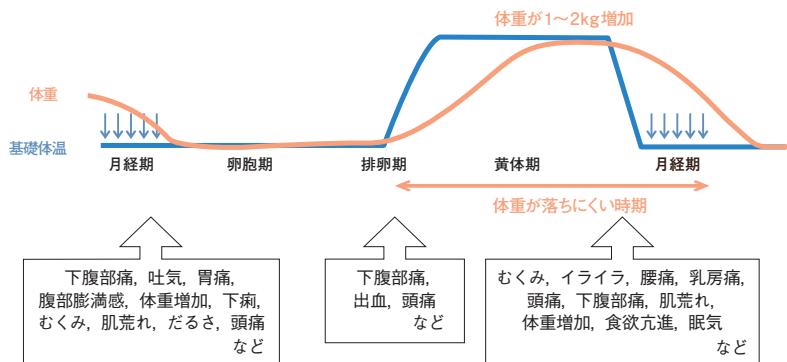 体重が1〜2kg増加
体重
基礎体温
月経期
卵胞期
排卵期
黄体期
月経期
体重が落ちにくい時期
下腹部痛，吐気，胃痛，
腹部膨満感，体重増加，下痢，
むくみ，肌荒れ，だるさ，頭痛
など
下腹部痛，
出血，頭痛
など
むくみ，イライラ，腰痛，乳房痛，
頭痛，下腹部痛，肌荒れ，
体重増加，食欲亢進，眠気
など